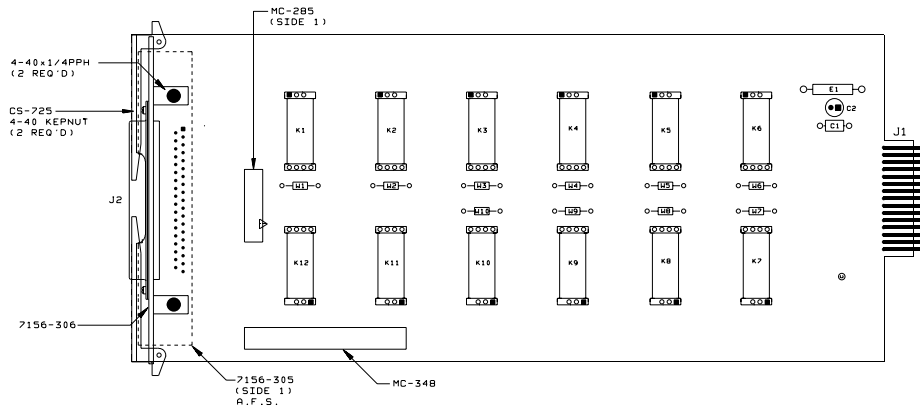 MC-285
(SIDE 1)
4-40x1/4PPH
(2 REQ'D)
CS-725
4-40 KEPNUT
(2 REQ'D)
E1
C2
C1
J1
K1
K2
K3
K4
K5
K6
W1
W2
W3
W4
W5
W6
J2
W10
W9
W8
W7
K12
K11
K10
K9
K8
K7
7156-306
7156-305
(SIDE 1)
A.F.S.
MC-348